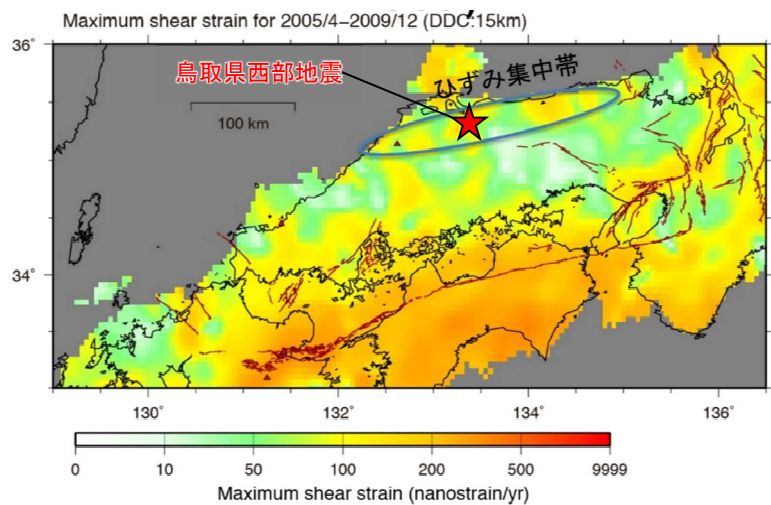 Maximum shear strain for 2005/4-2009/12 (DDC:15km)
36°
鳥取県西部地震
ひずみ集中帯
100 km
34°
130°
132°
134°
136°
0
10
50
100
200
500
9999
Maximum shear strain (nanostrain/yr)